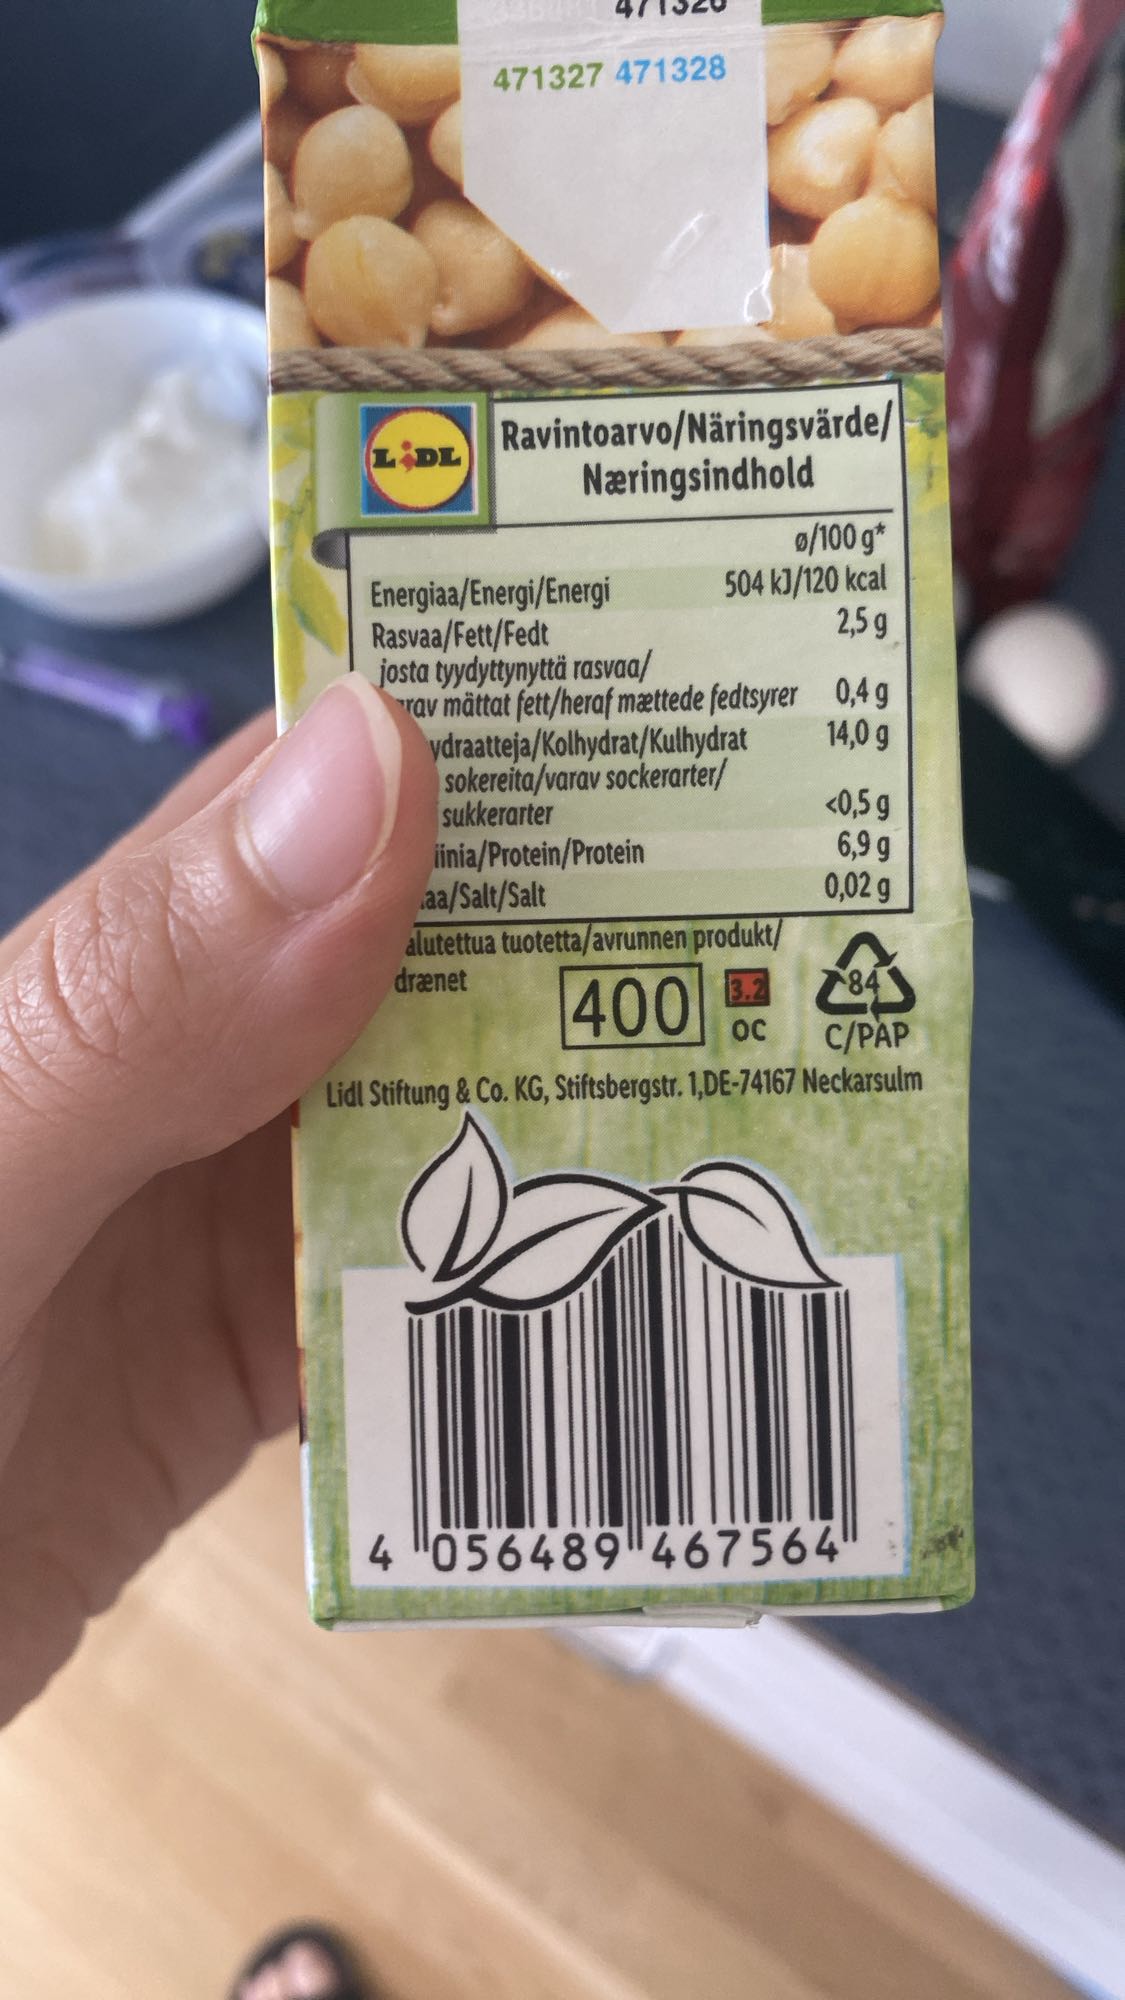 471326
471327 471328
LIDL
Ravintoarvo/Näringsvärde/
Næringsindhold
ø/100 g*
Energiaa/Energi/Energi 504 kJ/120 kcal
Rasvaa/Fett/Fedt 2,5 g
josta tyydyttynyttä rasvaa/
mättat fett/heraf mættede fedtsyrer 0,4 g
ydraatteja/Kolhydrat/Kulhydrat 14,0 g
sokereita/varav sockerarter/
sukkerarter <0,5 g
iinia/Protein/Protein 6,9 g
aa/Salt/Salt 0,02 g
alutettua tuotetta/avrunnen produkt/
drænet
400
3.2
OC
84
C/PAP
Lidl Stiftung & Co. KG, Stiftsbergstr. 1,DE-74167 Neckarsulm
4 056489 467564